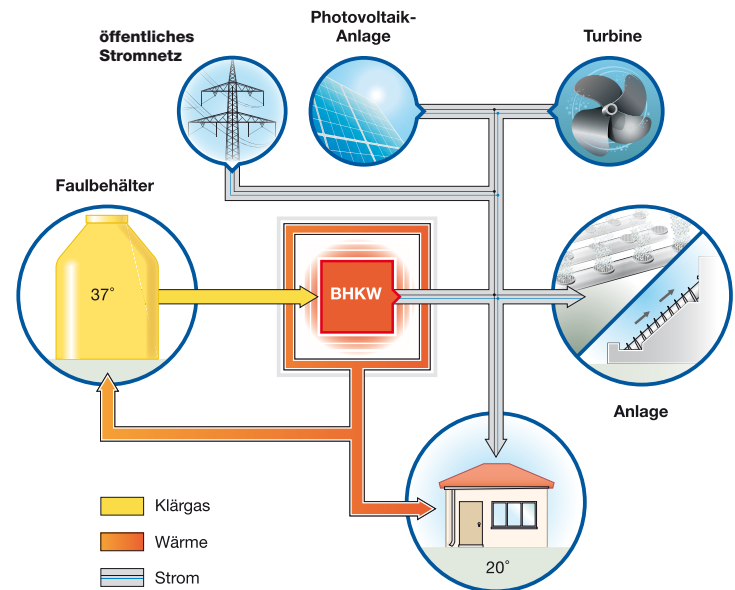 öffentliches
Stromnetz
Photovoltaik-
Anlage
Turbine
Faulbehälter
37°
BHKW
Anlage
20°
Klärgas
Wärme
Strom